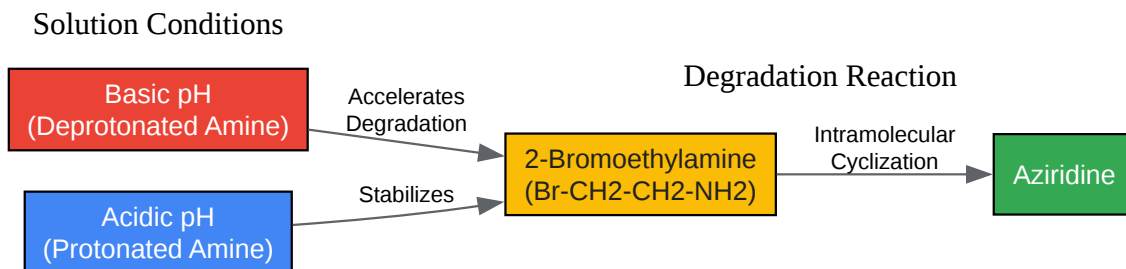 Solution Conditions
Basic pH
(Deprotonated Amine)
Accelerates
Degradation
Degradation Reaction
2-Bromoethylamine
(Br-CH2-CH2-NH2)
Intramolecular
Cyclization
Aziridine
Stabilizes
Acidic pH
(Protonated Amine)